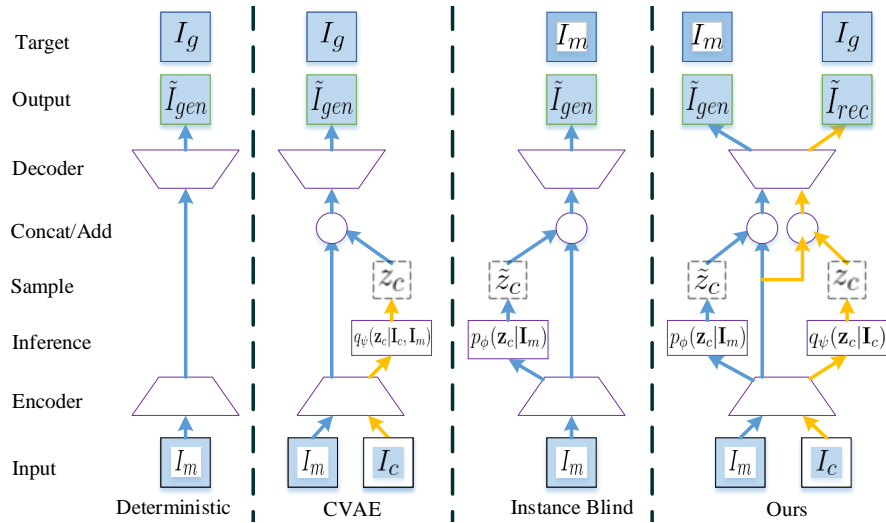 Target I_g I_g I_m I_m I_g
Output Ĩ_gen Ĩ_gen Ĩ_gen Ĩ_gen Ĩ_rec
Decoder
Concat/Add
Sample z_c z̃_c z̃_c z_c
Inference q_ψ(z_c|I_c, I_m) p_ϕ(z_c|I_m) p_ϕ(z_c|I_m) q_ψ(z_c|I_c)
Encoder
Input I_m I_m I_c I_m I_m I_c
Deterministic CVAE Instance Blind Ours